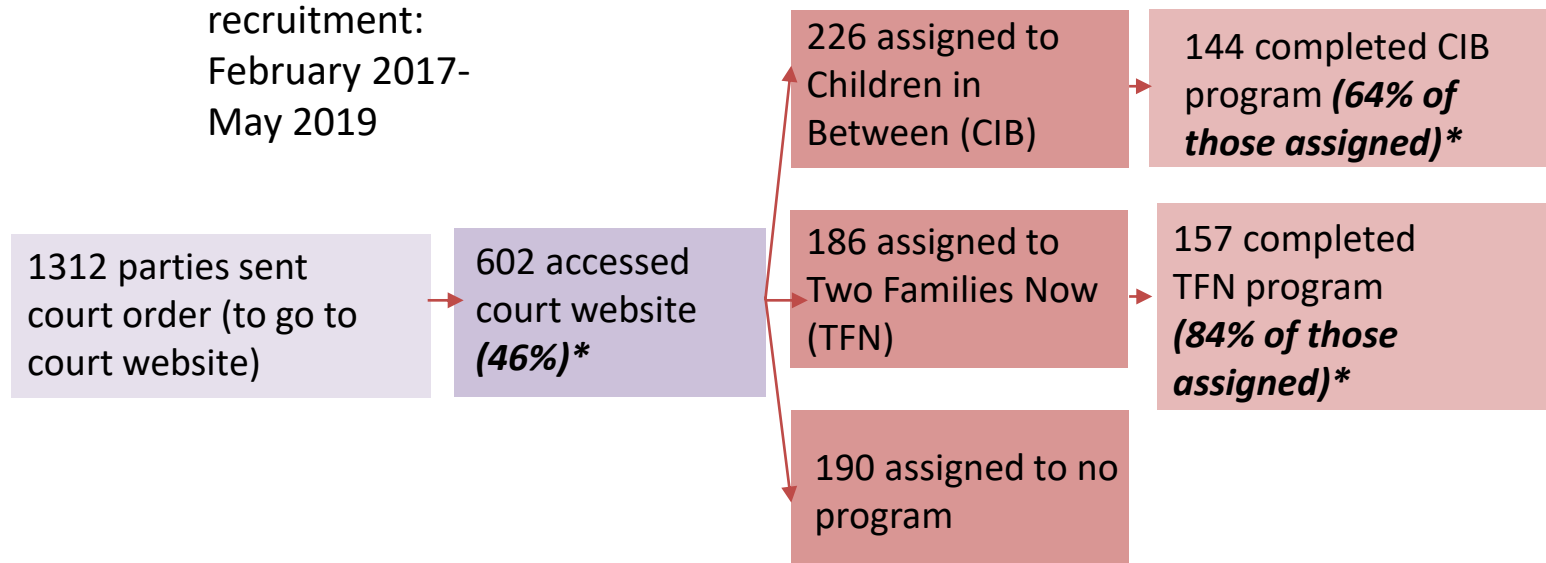 recruitment:
February 2017-
May 2019
1312 parties sent
court order (to go to
court website)
602 accessed
court website
(46%)*
226 assigned to
Children in
Between (CIB)
144 completed CIB
program (64% of
those assigned)*
186 assigned to
Two Families Now
(TFN)
157 completed
TFN program
(84% of those
assigned)*
190 assigned to no
program